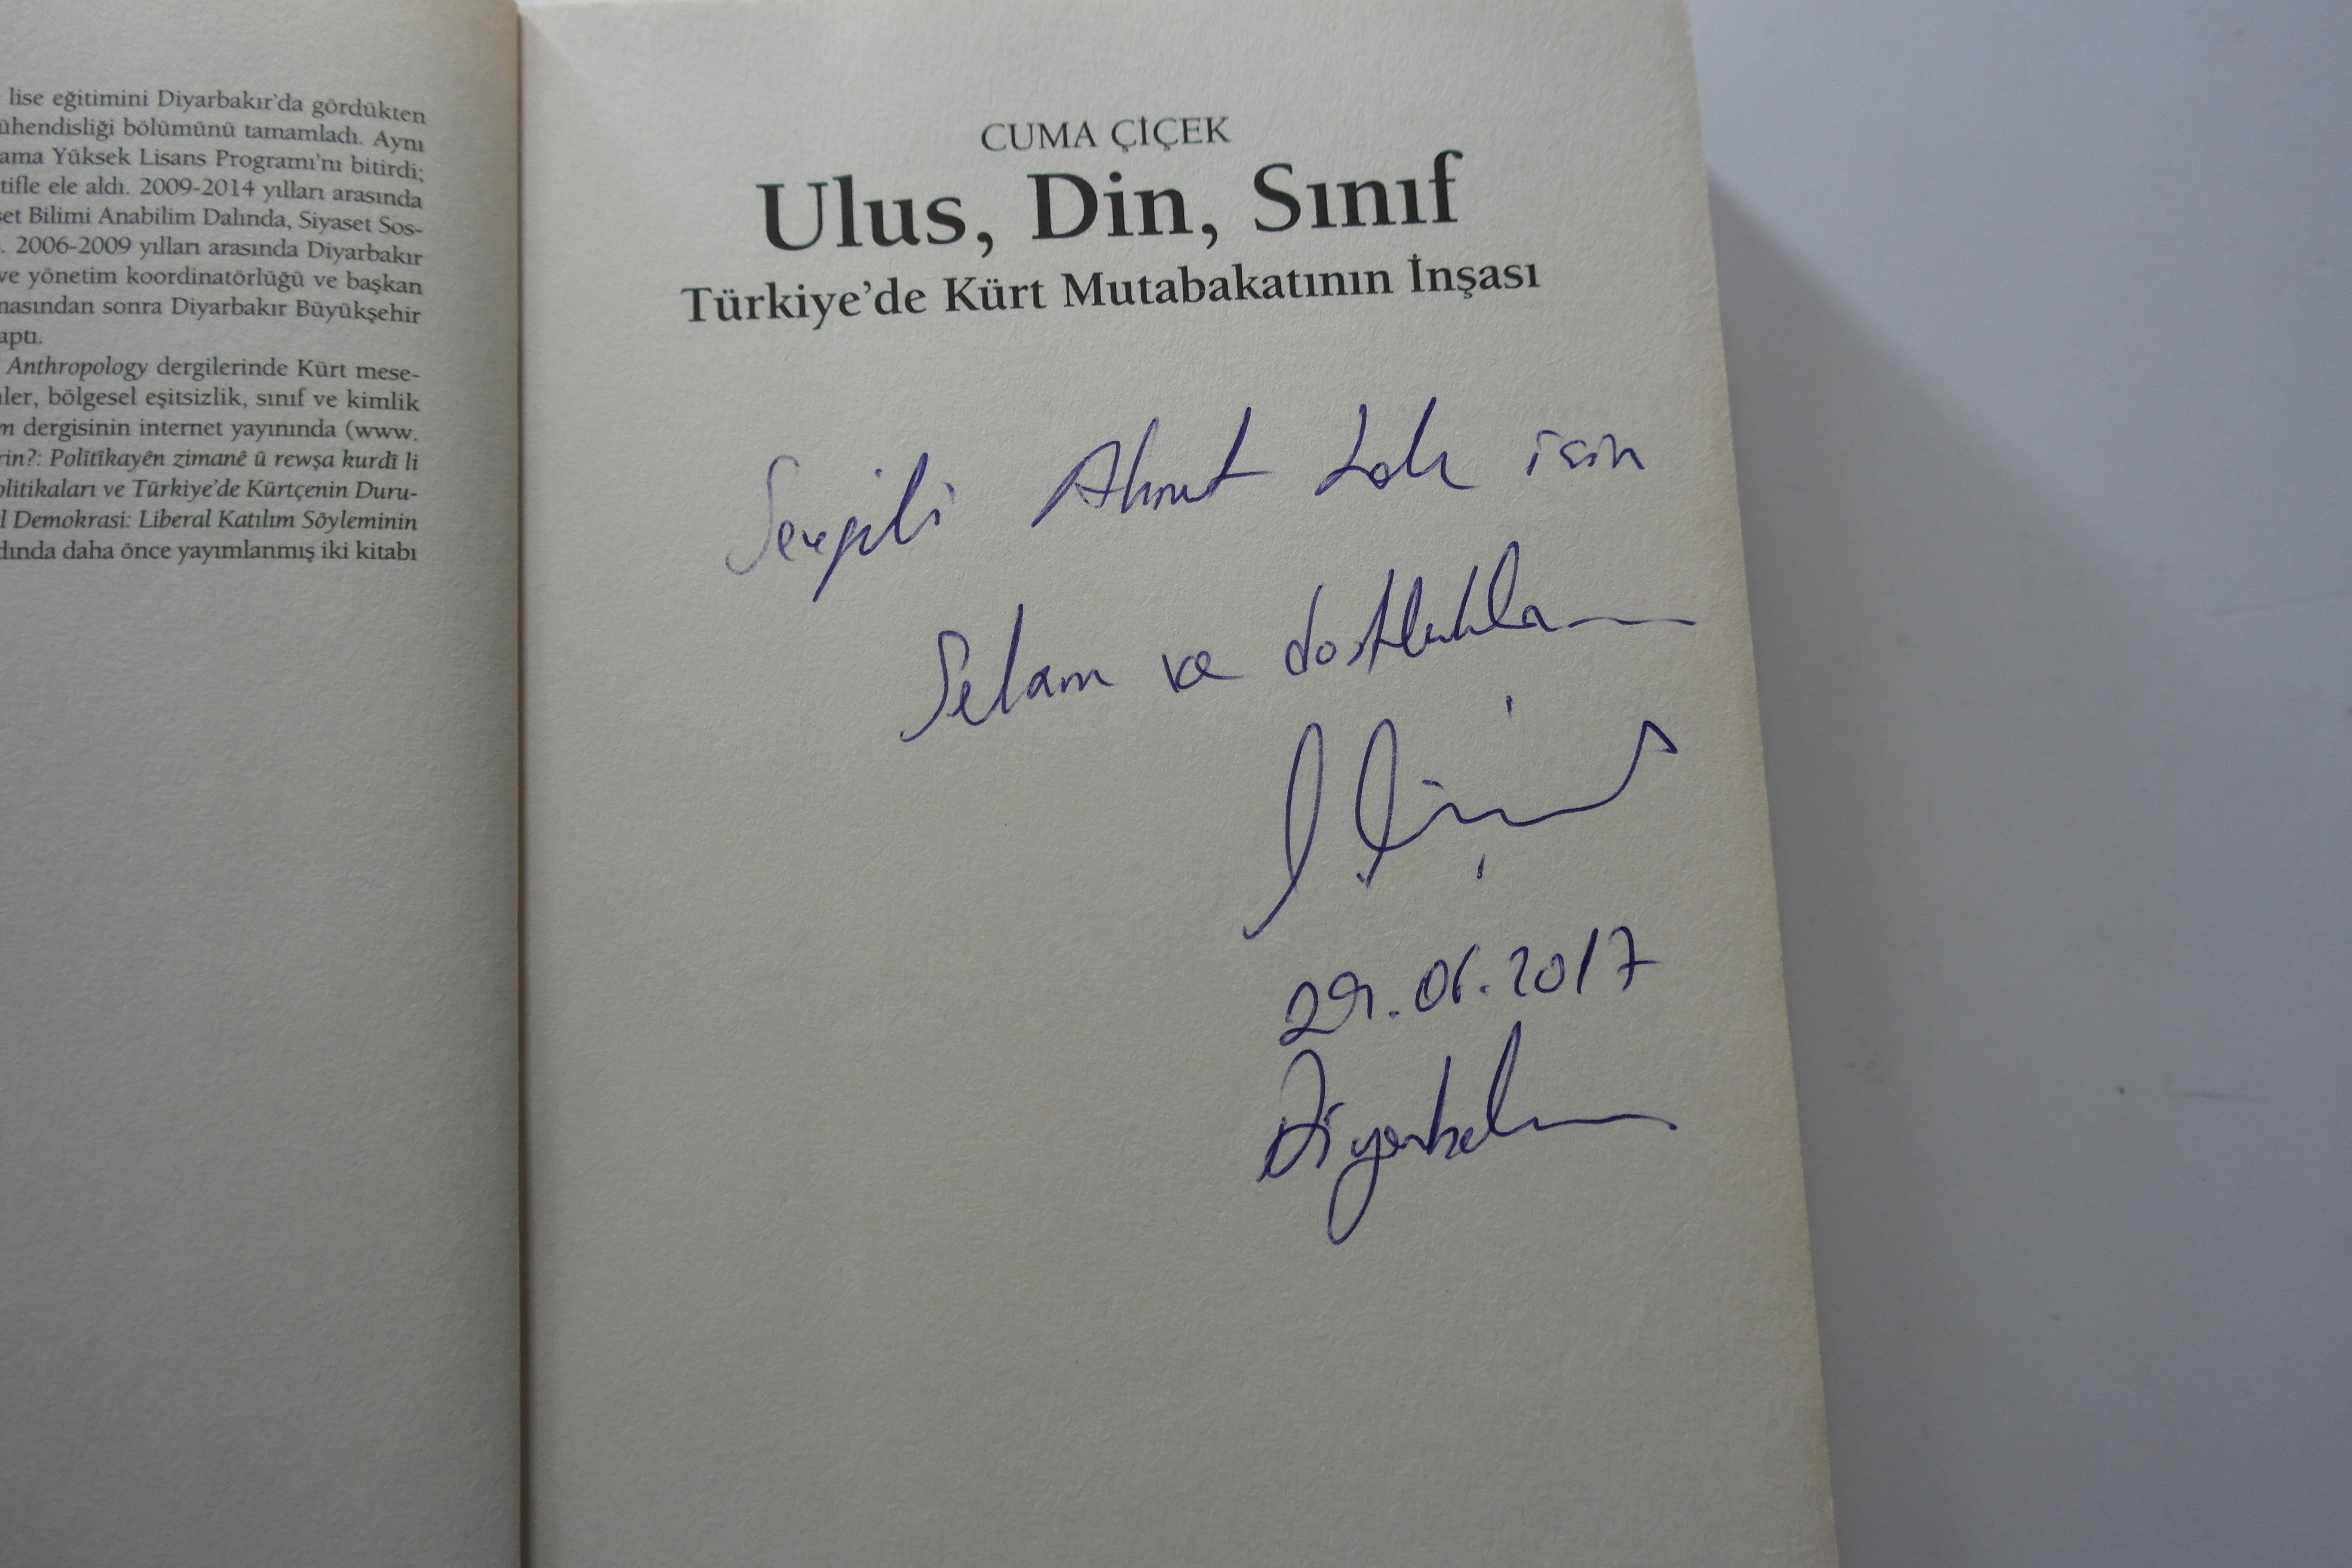 lise eğitimini Diyarbakır'da gördükten
ühendisliği bölümünü tamamladı. Aynı
ama Yüksek Lisans Programı'nı bitirdi;
tifle ele aldı. 2009-2014 yılları arasında
set Bilimi Anabilim Dalında, Siyaset Sos-
. 2006-2009 yılları arasında Diyarbakır
ve yönetim koordinatörlüğü ve başkan
masından sonra Diyarbakır Büyükşehir
aptı.
Anthropology dergilerinde Kürt mese-
ler, bölgesel eşitsizlik, sınıf ve kimlik
m dergisinin internet yayınında (www.
rin?: Polîtîkayên zimanê û rewşa kurdî li
olitikaları ve Türkiye'de Kürtçenin Duru-
l Demokrasi: Liberal Katılım Söyleminin
dında daha önce yayımlanmış iki kitabı
CUMA ÇİÇEK
Ulus, Din, Sınıf
Türkiye'de Kürt Mutabakatının İnşası
Sevgili Ahmet için
Selam ve dostlukla
29.06.2017
Diyarbakır